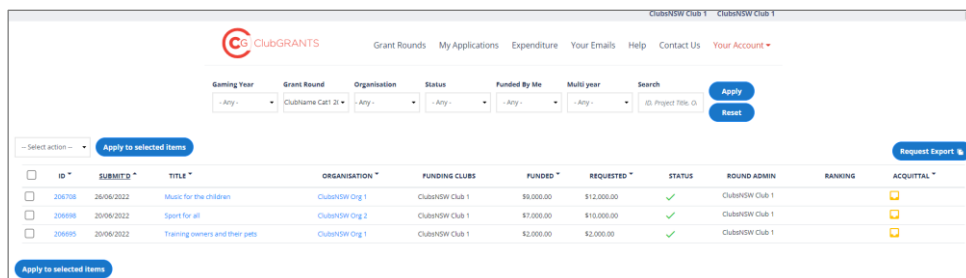 ClubsNSW Club 1 ClubsNSW Club 1
CG ClubGRANTS Grant Rounds My Applications Expenditure Your Emails Help Contact Us Your Account
Gaming Year Grant Round Organisation Status Funded By Me Multi year Search
- Any - ClubName Cat1 2( - Any - - Any - - Any - - Any - ID, Project Title, O. Apply
Reset
-- Select action -- Apply to selected items Request Export
ID SUBMIT'D TITLE ORGANISATION FUNDING CLUBS FUNDED REQUESTED STATUS ROUND ADMIN RANKING ACQUITTAL
206708 26/06/2022 Music for the children ClubsNSW Org 1 ClubsNSW Club 1 $9,000.00 $12,000.00 ClubsNSW Club 1
206698 20/06/2022 Sport for all ClubsNSW Org 2 ClubsNSW Club 1 $7,000.00 $10,000.00 ClubsNSW Club 1
206695 20/06/2022 Training owners and their pets ClubsNSW Org 1 ClubsNSW Club 1 $2,000.00 $2,000.00 ClubsNSW Club 1
Apply to selected items